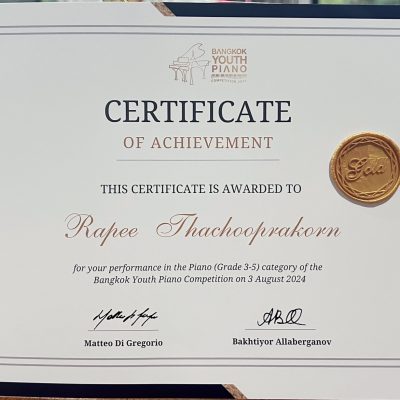 BANGKOK
YOUTH
PIANO
CERTIFICATE
OF ACHIEVEMENT
THIS CERTIFICATE IS AWARDED TO
Rapee Thachooprakorn
Gold
for your performance in the Piano (Grade 3-5) category of the
Bangkok Youth Piano Competition on 3 August 2024
Matteo Di Gregorio
Bakhtiyor Allaberganov